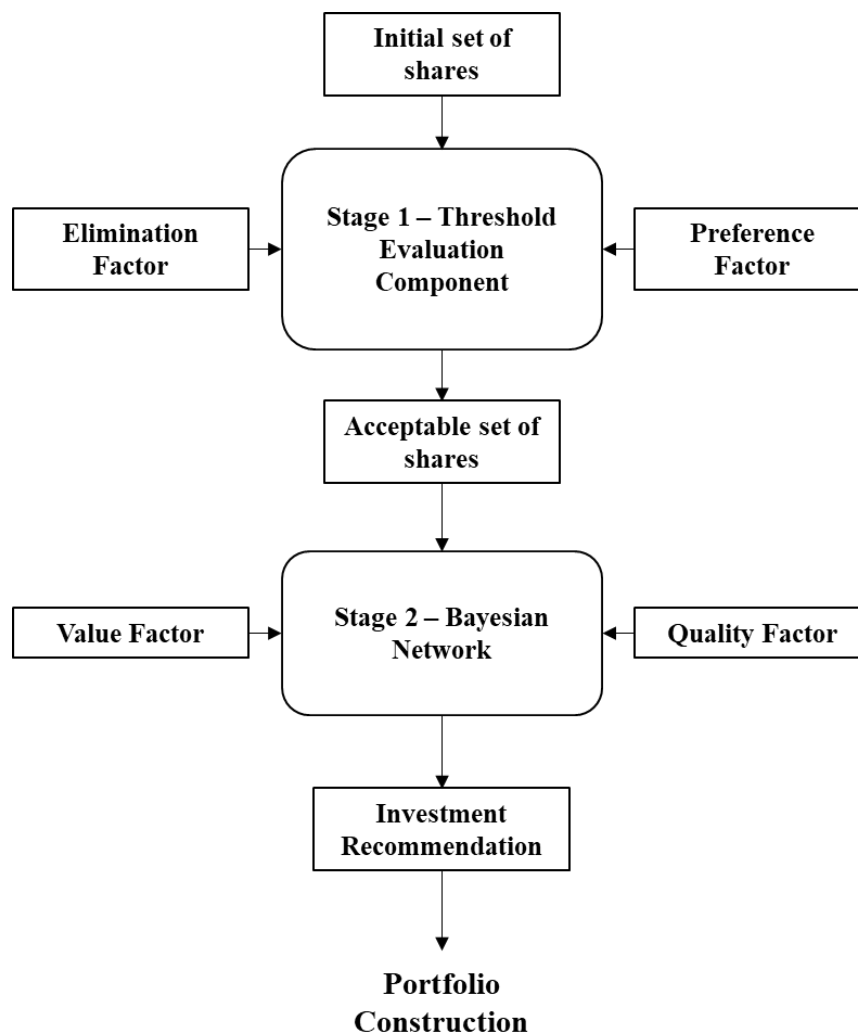 Initial set of
shares
Stage 1 – Threshold
Evaluation
Component
Elimination
Factor
Preference
Factor
Acceptable set of
shares
Stage 2 – Bayesian
Network
Value Factor
Quality Factor
Investment
Recommendation
Portfolio
Construction